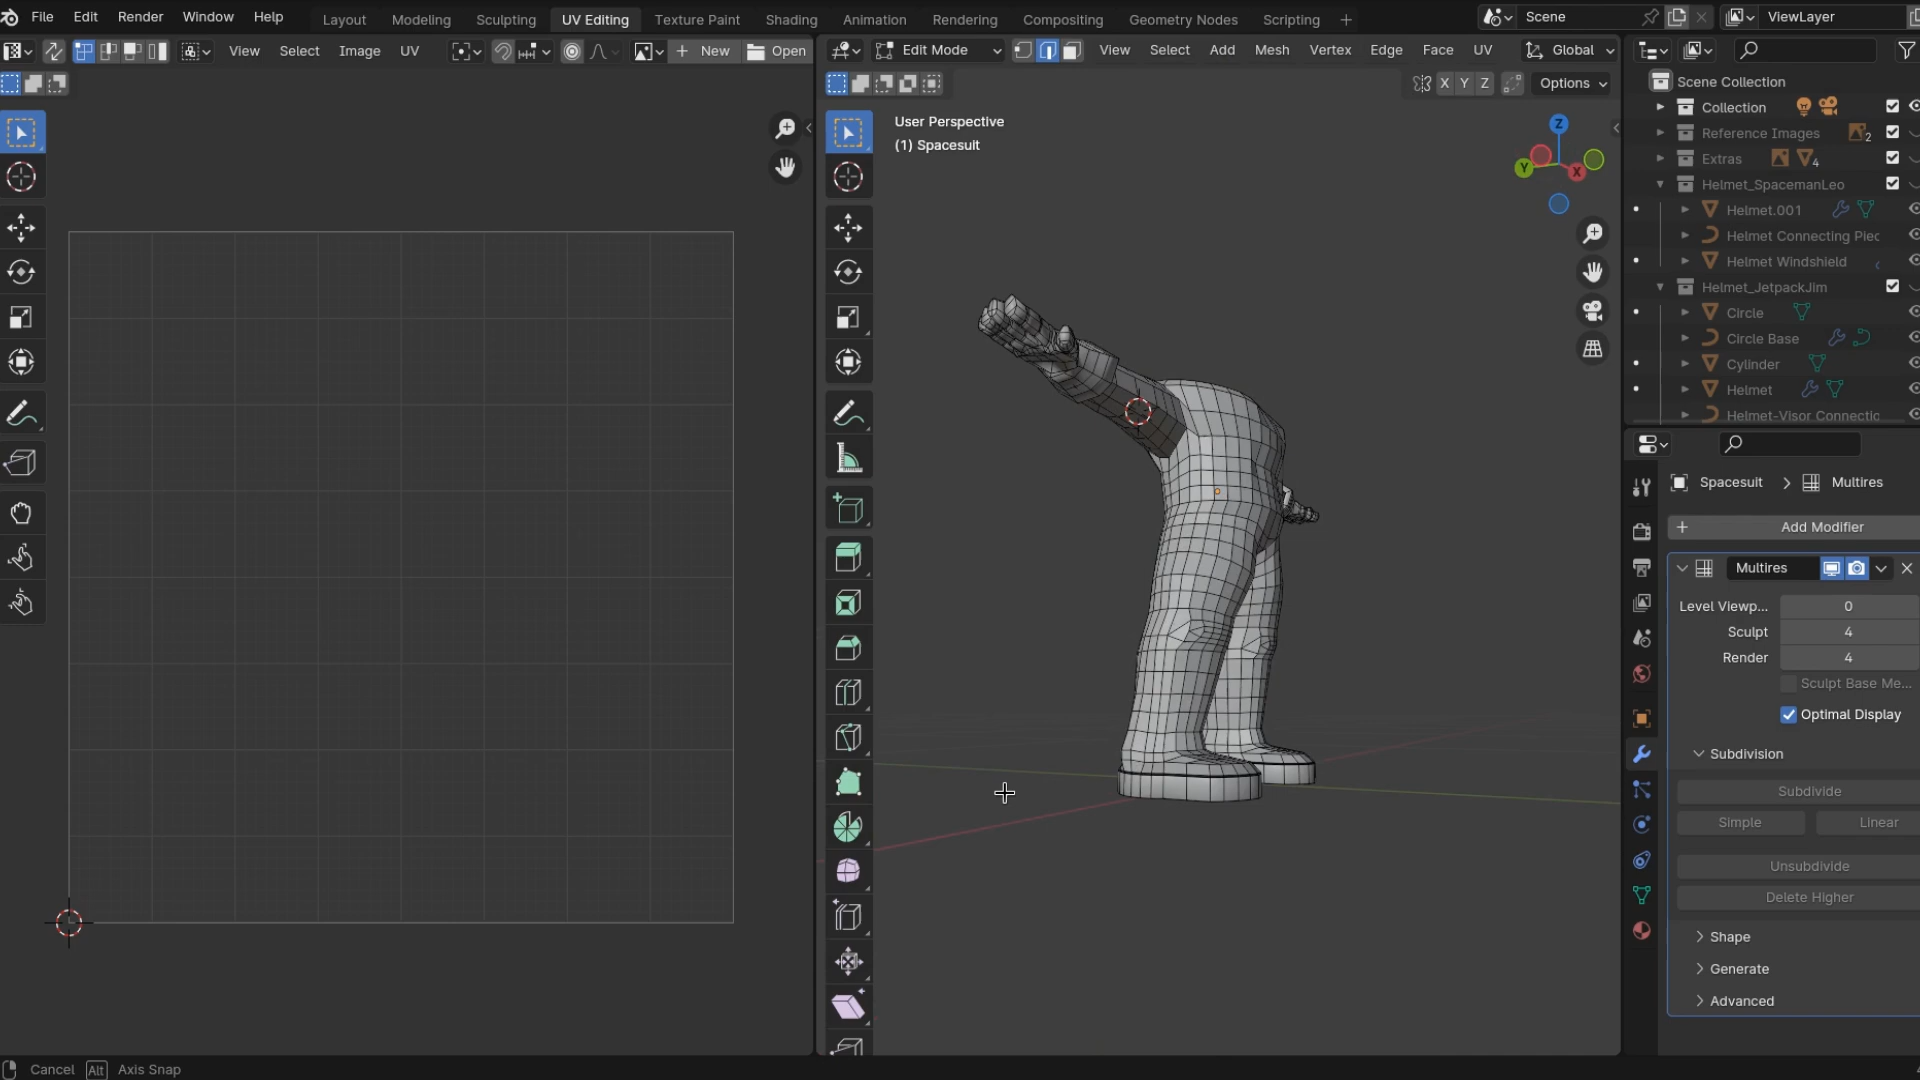 File Edit Render Window Help Layout Modeling Sculpting UV Editing Texture Paint Shading Animation Rendering Compositing Geometry Nodes Scripting + Scene ViewLayer
View Select Image UV New Open Edit Mode View Select Add Mesh Vertex Edge Face UV Global
X Y Z Options
User Perspective
(1) Spacesuit
Z
Y
X
Scene Collection
Collection
Reference Images 2
Extras 4
Helmet_SpacemanLeo
Helmet.001
Helmet Connecting Piec
Helmet Windshield
Helmet_JetpackJim
Circle
Circle Base
Cylinder
Helmet
Helmet-Visor Connectic
Spacesuit > Multires
+ Add Modifier
Multires
Level Viewp... 0
Sculpt 4
Render 4
Sculpt Base Me...
Optimal Display
Subdivision
Subdivide
Simple Linear
Unsubdivide
Delete Higher
Shape
Generate
Advanced
Cancel Alt Axis Snap